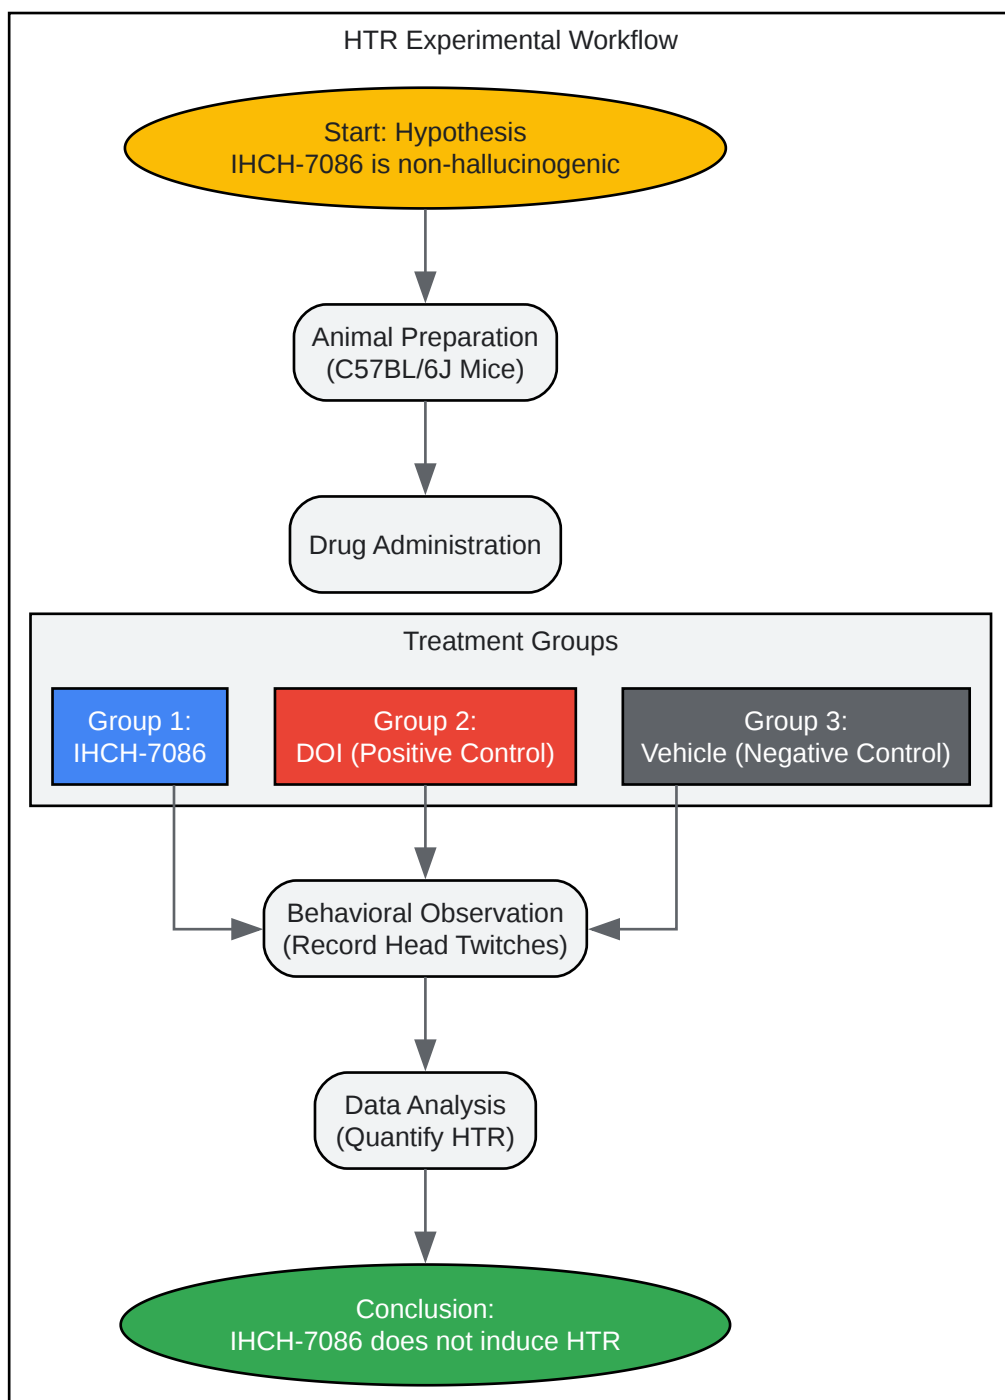 HTR Experimental Workflow
Start: Hypothesis
IHCH-7086 is non-hallucinogenic
Animal Preparation
(C57BL/6J Mice)
Drug Administration
Treatment Groups
Group 1:
IHCH-7086
Group 2:
DOI (Positive Control)
Group 3:
Vehicle (Negative Control)
Behavioral Observation
(Record Head Twitches)
Data Analysis
(Quantify HTR)
Conclusion:
IHCH-7086 does not induce HTR